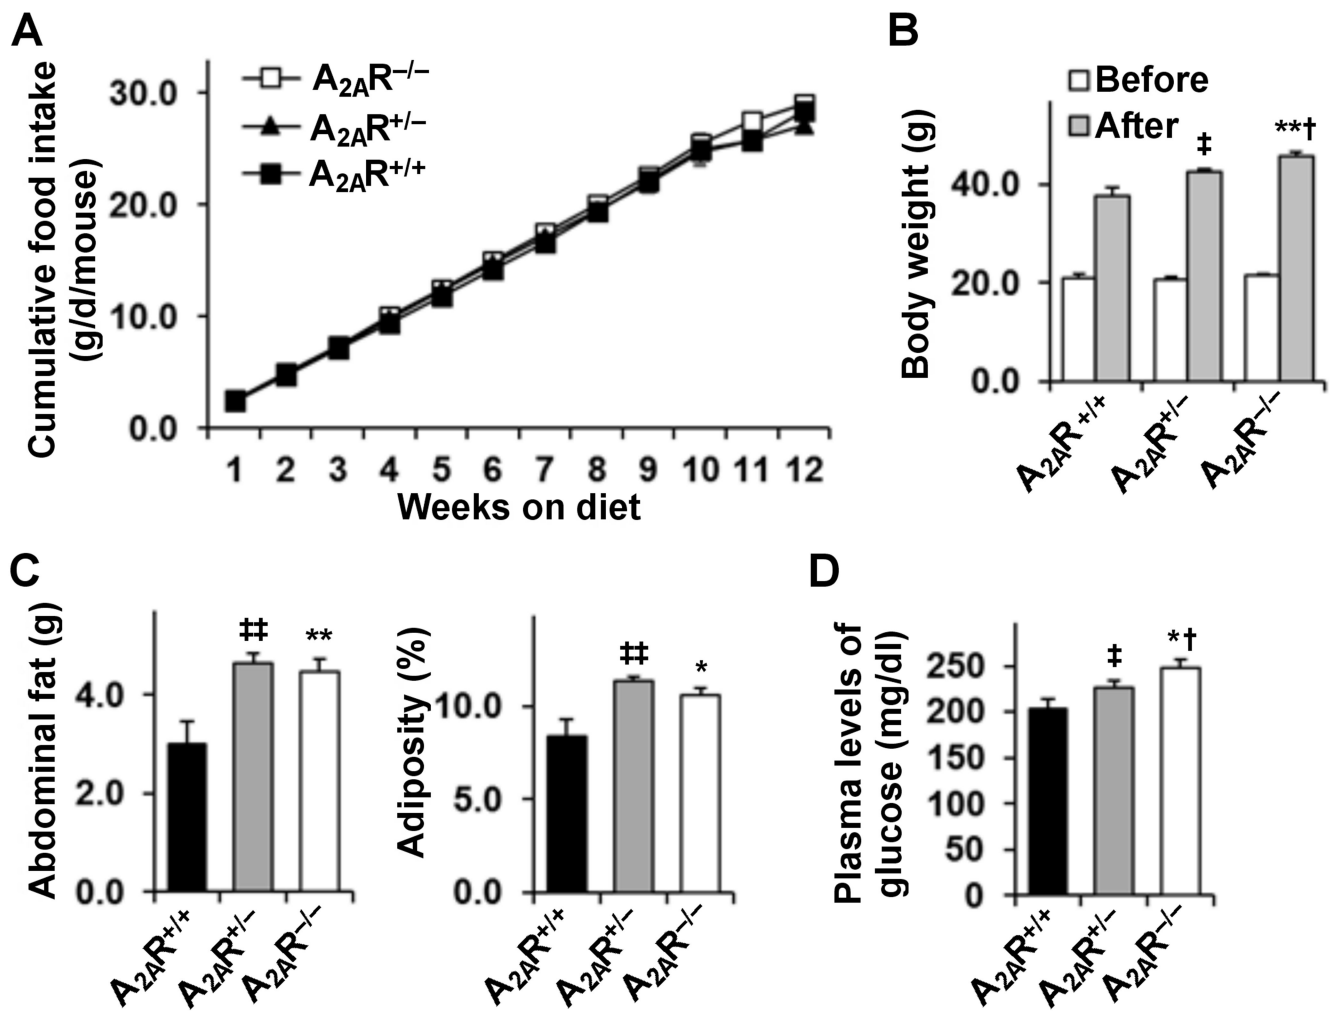 A
Cumulative food intake
(g/d/mouse)
30.0
20.0
10.0
0.0
A2AR−/−
A2AR+/−
A2AR+/+
1 2 3 4 5 6 7 8 9 10 11 12
Weeks on diet
B
Body weight (g)
Before
After
40.0
20.0
0.0
‡
**†
A2AR+/+
A2AR+/−
A2AR−/−
C
Abdominal fat (g)
4.0
2.0
0.0
‡‡
**
A2AR+/+
A2AR+/−
A2AR−/−
Adiposity (%)
10.0
5.0
0.0
‡‡
*
A2AR+/+
A2AR+/−
A2AR−/−
D
Plasma levels of
glucose (mg/dl)
250
200
150
100
50
0
‡
*†
A2AR+/+
A2AR+/−
A2AR−/−